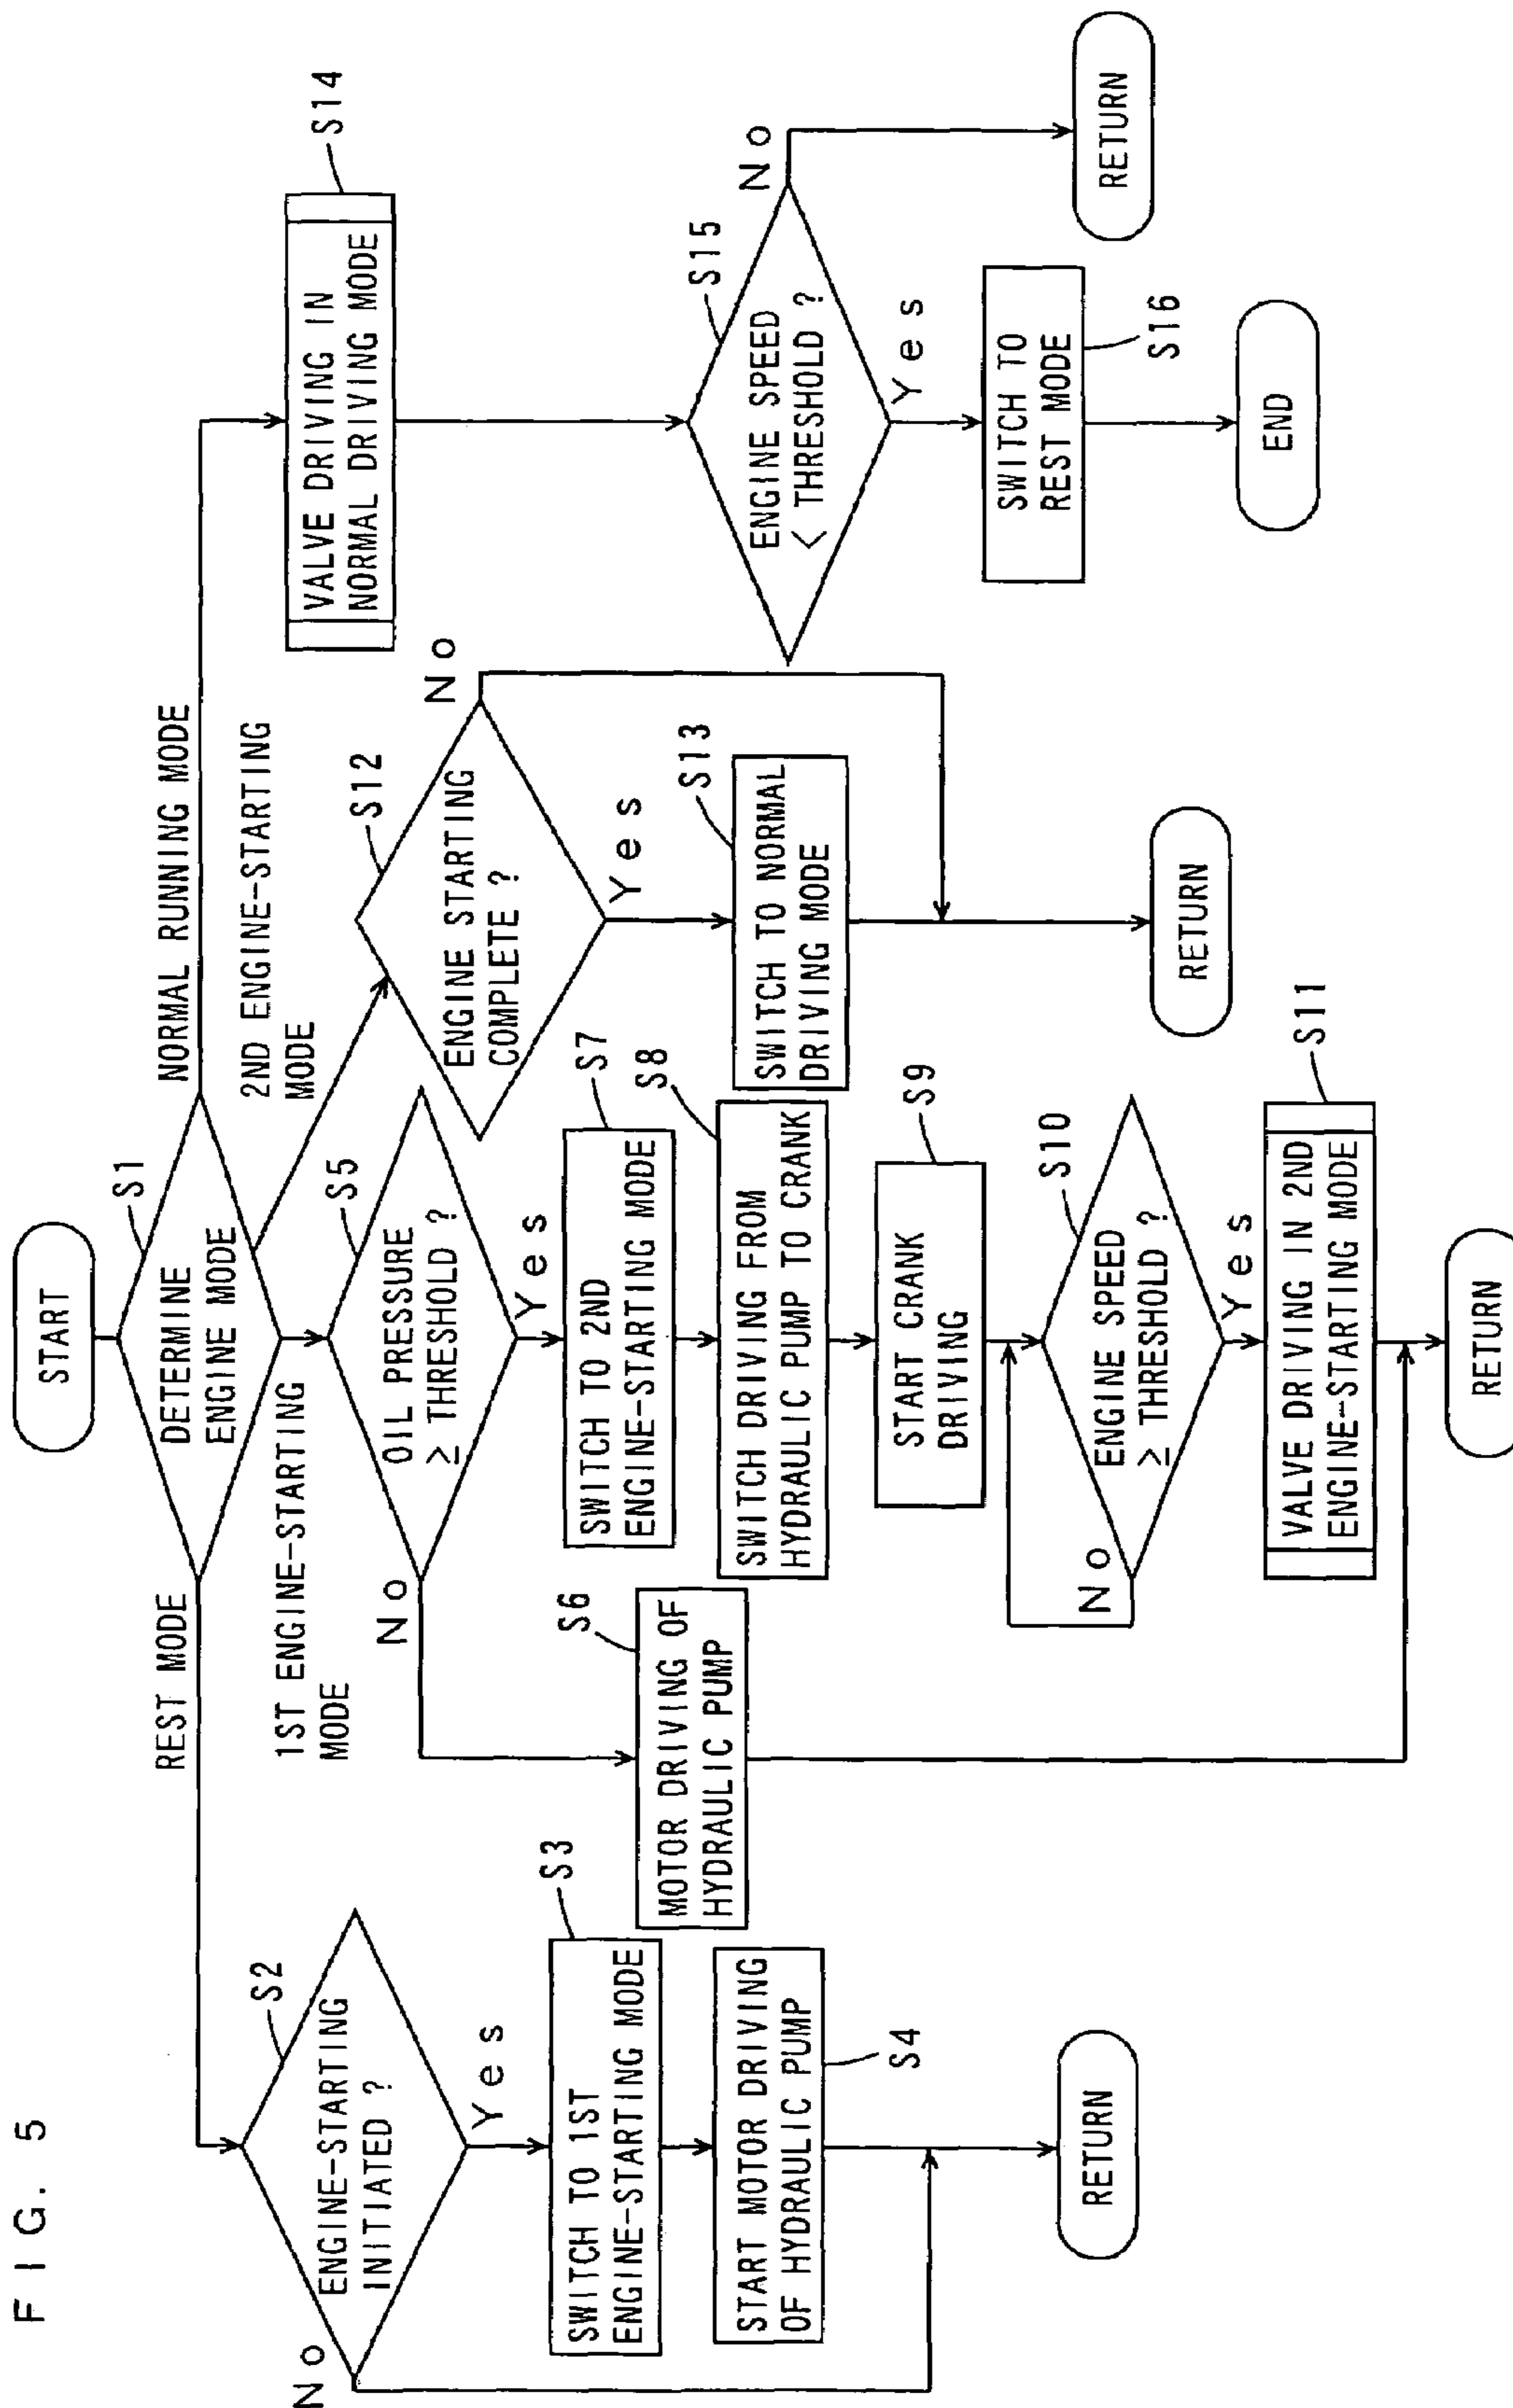 FIG. 5
START
S1
DETERMINE
ENGINE MODE
REST MODE
1ST ENGINE-STARTING
MODE
2ND ENGINE-STARTING
MODE
NORMAL RUNNING MODE
S2
ENGINE-STARTING
INITIATED ?
No
Yes
S3
SWITCH TO 1ST
ENGINE-STARTING MODE
START MOTOR DRIVING
OF HYDRAULIC PUMP
S4
RETURN
S5
OIL PRESSURE
≥ THRESHOLD ?
No
Yes
S6
MOTOR DRIVING OF
HYDRAULIC PUMP
S7
SWITCH TO 2ND
ENGINE-STARTING MODE
S8
SWITCH DRIVING FROM
HYDRAULIC PUMP TO CRANK
S9
START CRANK
DRIVING
S10
ENGINE SPEED
≥ THRESHOLD ?
No
Yes
S11
VALVE DRIVING IN 2ND
ENGINE-STARTING MODE
RETURN
S12
ENGINE STARTING
COMPLETE ?
No
Yes
S13
SWITCH TO NORMAL
DRIVING MODE
RETURN
S14
VALVE DRIVING IN
NORMAL DRIVING MODE
S15
ENGINE SPEED
< THRESHOLD ?
No
Yes
SWITCH TO
REST MODE
S16
END
RETURN